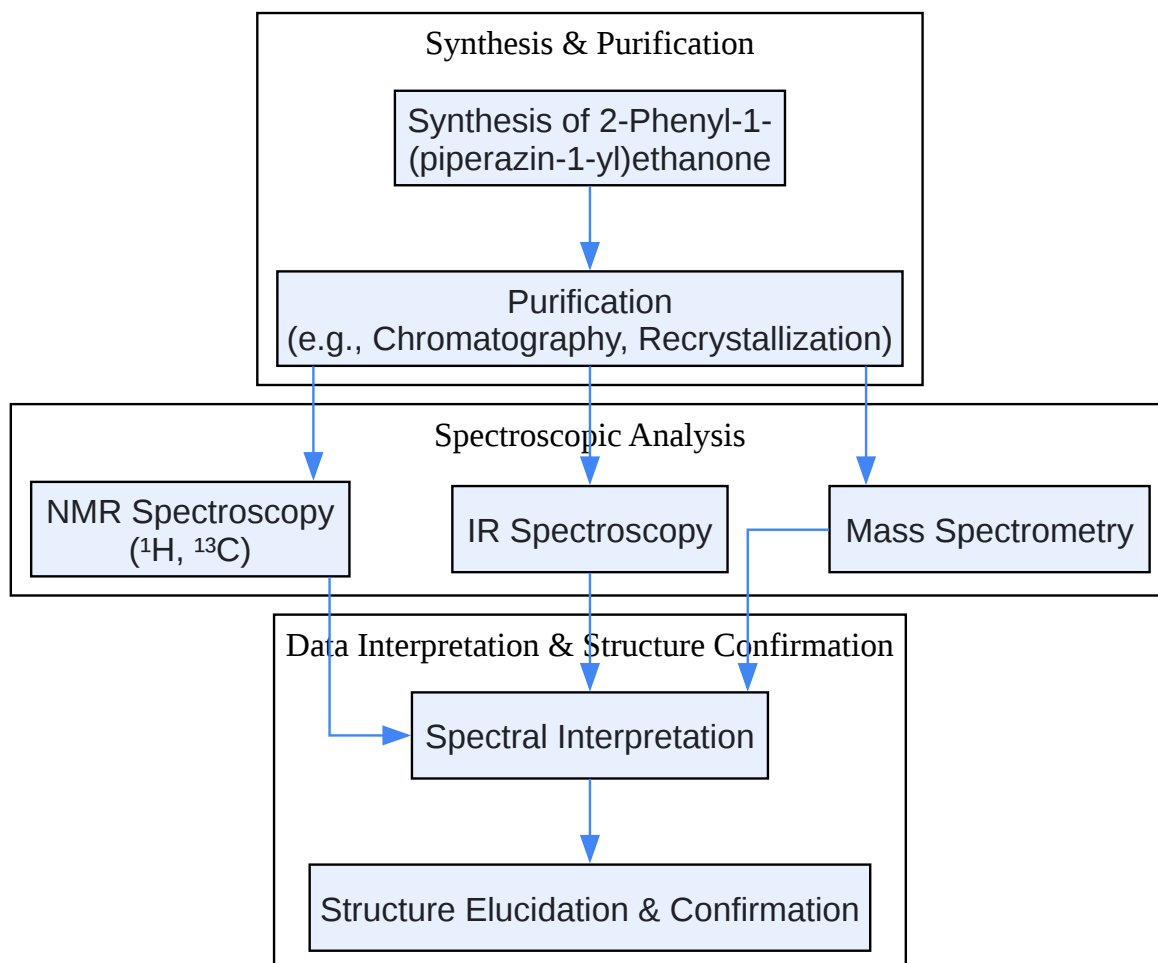 Synthesis & Purification
Synthesis of 2-Phenyl-1-
(piperazin-1-yl)ethanone
Purification
(e.g., Chromatography, Recrystallization)
Spectroscopic Analysis
NMR Spectroscopy
(¹H, ¹³C)
IR Spectroscopy
Mass Spectrometry
Data Interpretation & Structure Confirmation
Spectral Interpretation
Structure Elucidation & Confirmation